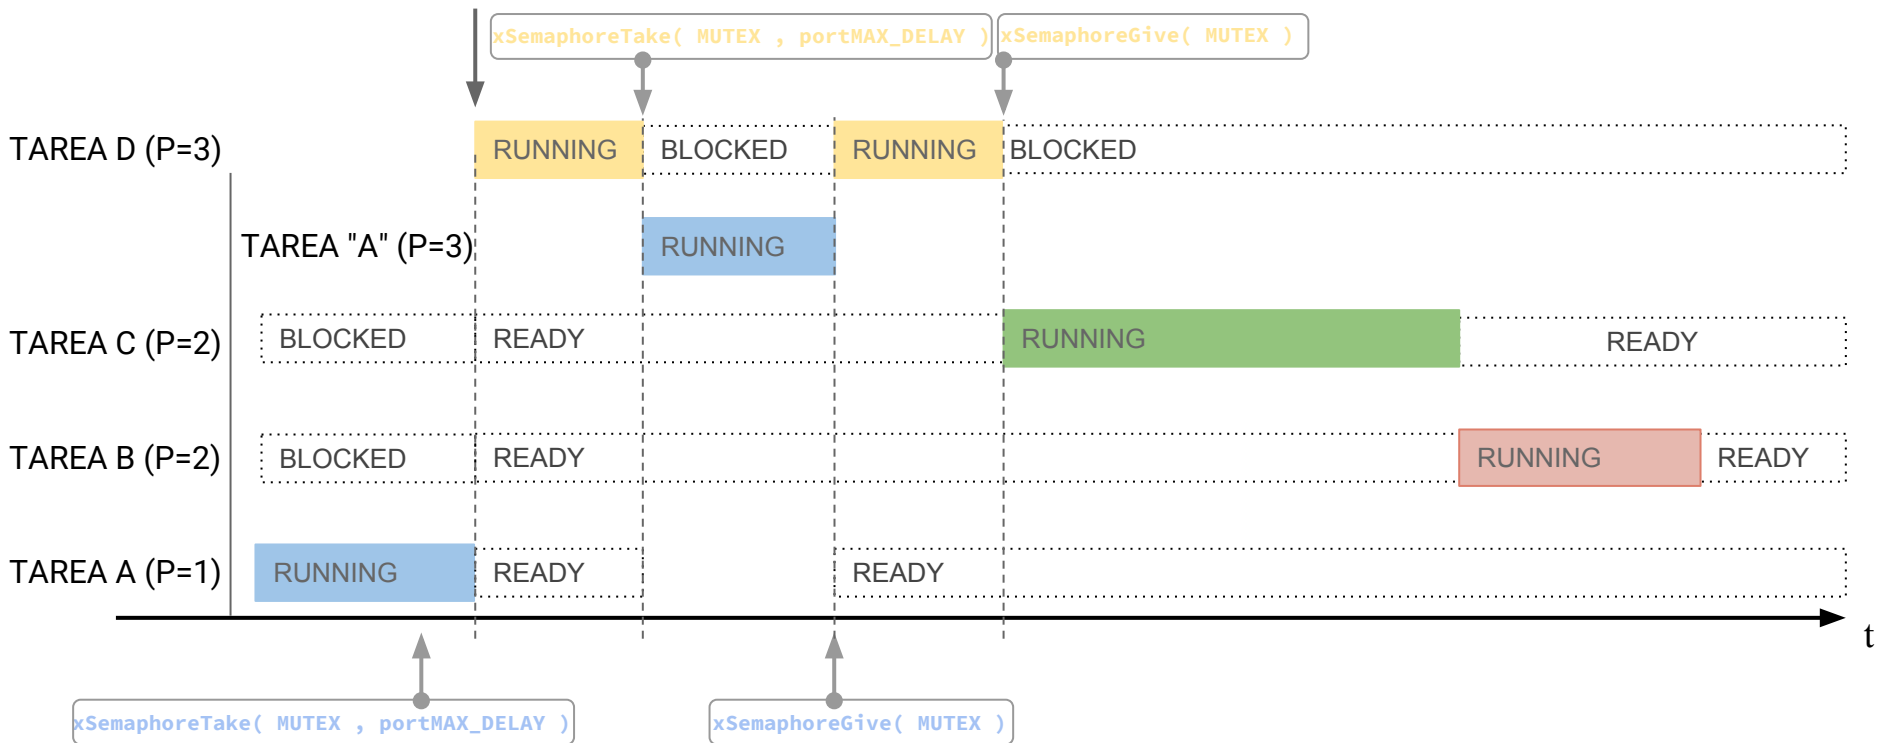 xSemaphoreTake( MUTEX , portMAX_DELAY ) xSemaphoreGive( MUTEX )
TAREA D (P=3) RUNNING BLOCKED RUNNING BLOCKED
TAREA "A" (P=3) RUNNING
TAREA C (P=2) BLOCKED READY RUNNING READY
TAREA B (P=2) BLOCKED READY RUNNING READY
TAREA A (P=1) RUNNING READY READY
t
xSemaphoreTake( MUTEX , portMAX_DELAY ) xSemaphoreGive( MUTEX )